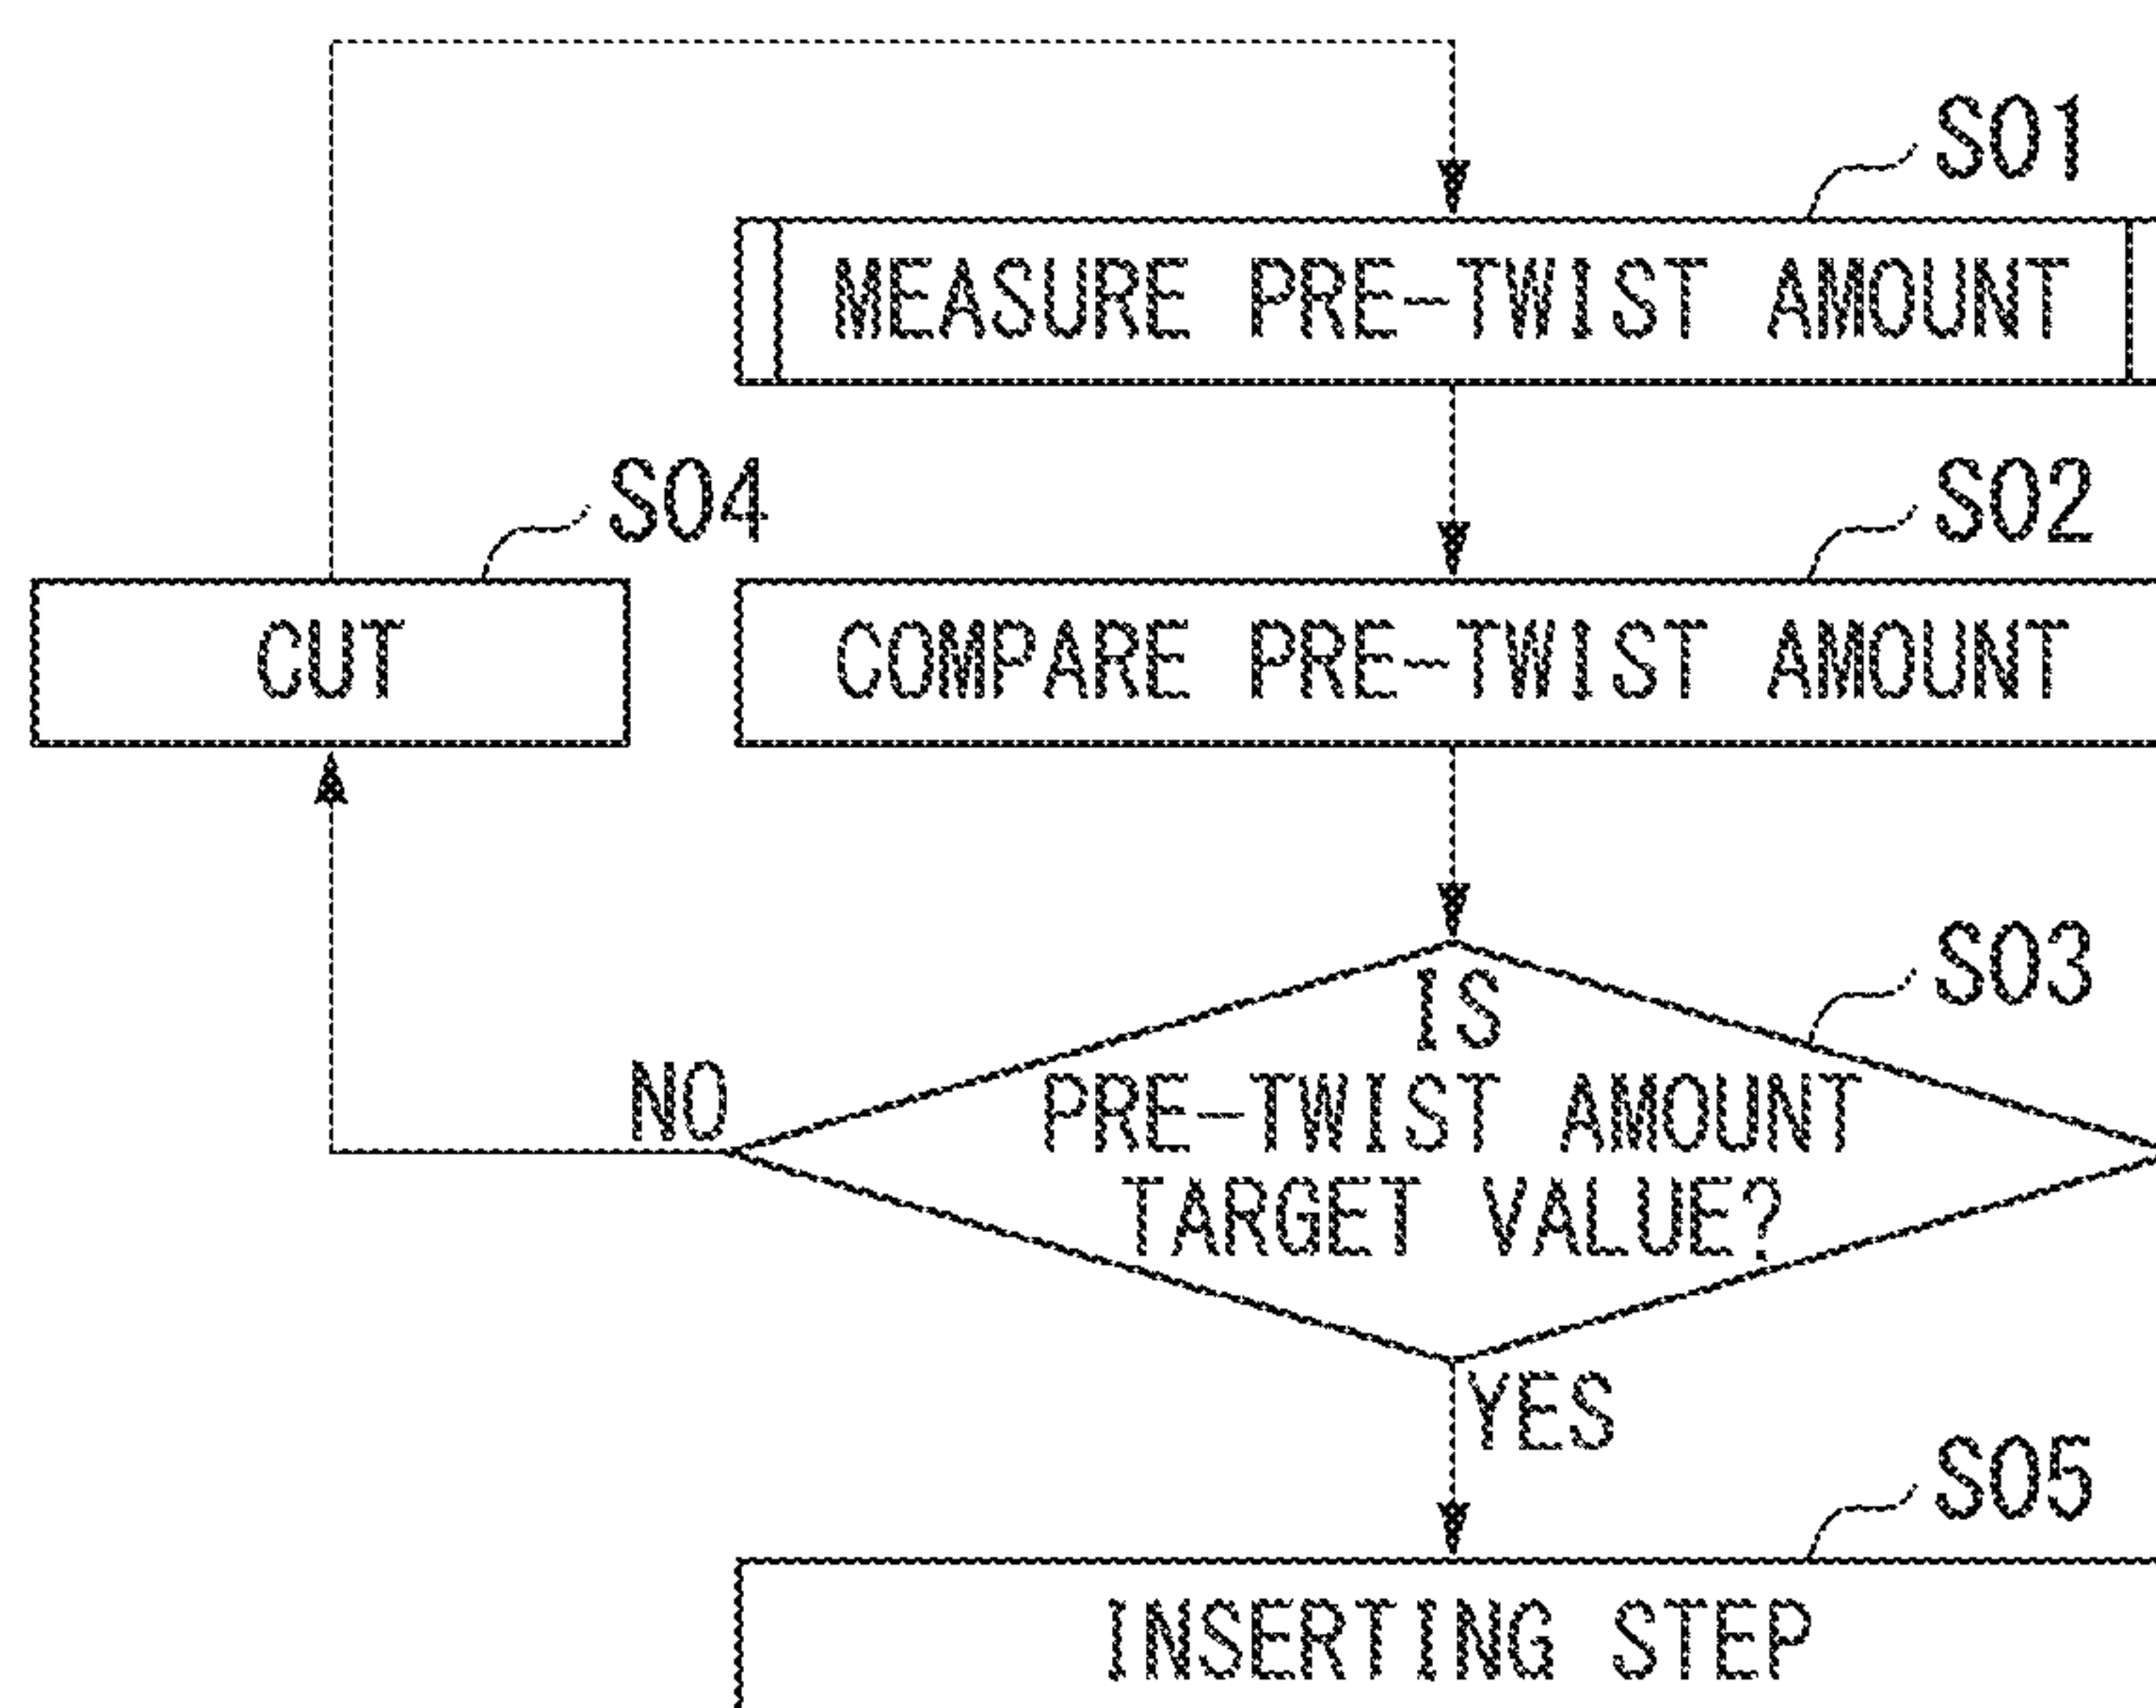 S01
MEASURE PRE-TWIST AMOUNT
S04
S02
CUT
COMPARE PRE-TWIST AMOUNT
S03
IS
PRE-TWIST AMOUNT
TARGET VALUE?
NO
YES
S05
INSERTING STEP